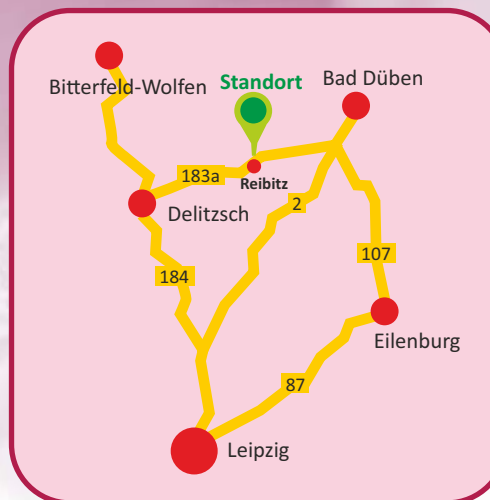 Bitterfeld-Wolfen
Standort
Bad Düben
183a
Reibitz
Delitzsch
2
184
107
Eilenburg
87
Leipzig